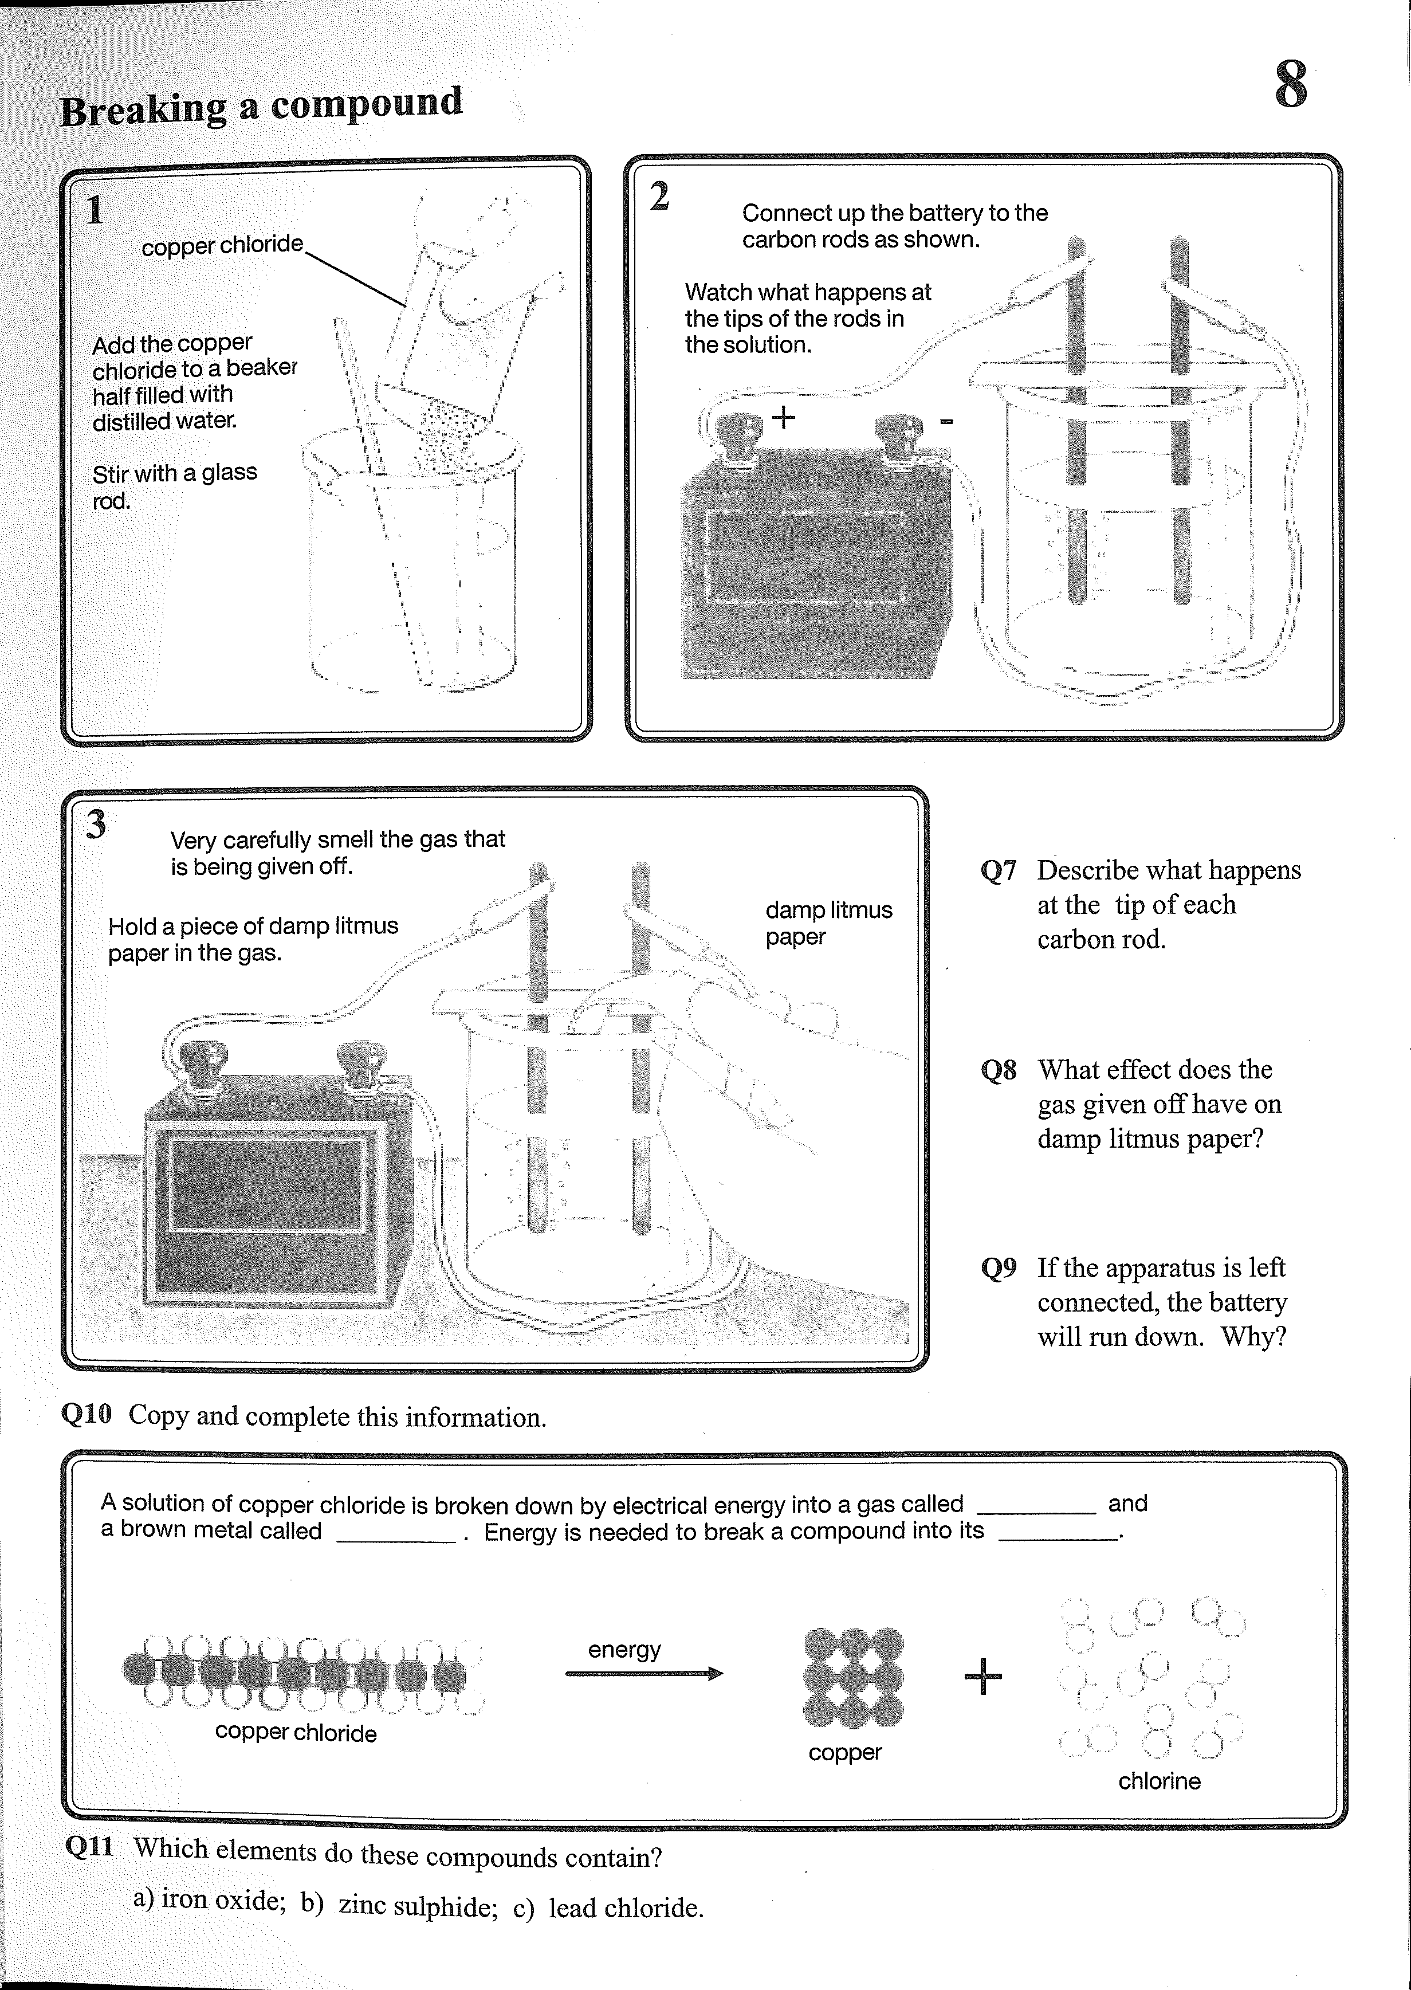 Breaking a compound
8
1
copper chloride
Add the copper
chloride to a beaker
half filled with
distilled water.
Stir with a glass
rod.
2
Connect up the battery to the
carbon rods as shown.
Watch what happens at
the tips of the rods in
the solution.
+
-
3
Very carefully smell the gas that
is being given off.
Hold a piece of damp litmus
paper in the gas.
damp litmus
paper
Q7 Describe what happens
at the tip of each
carbon rod.
Q8 What effect does the
gas given off have on
damp litmus paper?
Q9 If the apparatus is left
connected, the battery
will run down. Why?
Q10 Copy and complete this information.
A solution of copper chloride is broken down by electrical energy into a gas called __________ and
a brown metal called __________ . Energy is needed to break a compound into its __________.
energy
+
copper chloride
copper
chlorine
Q11 Which elements do these compounds contain?
a) iron oxide; b) zinc sulphide; c) lead chloride.